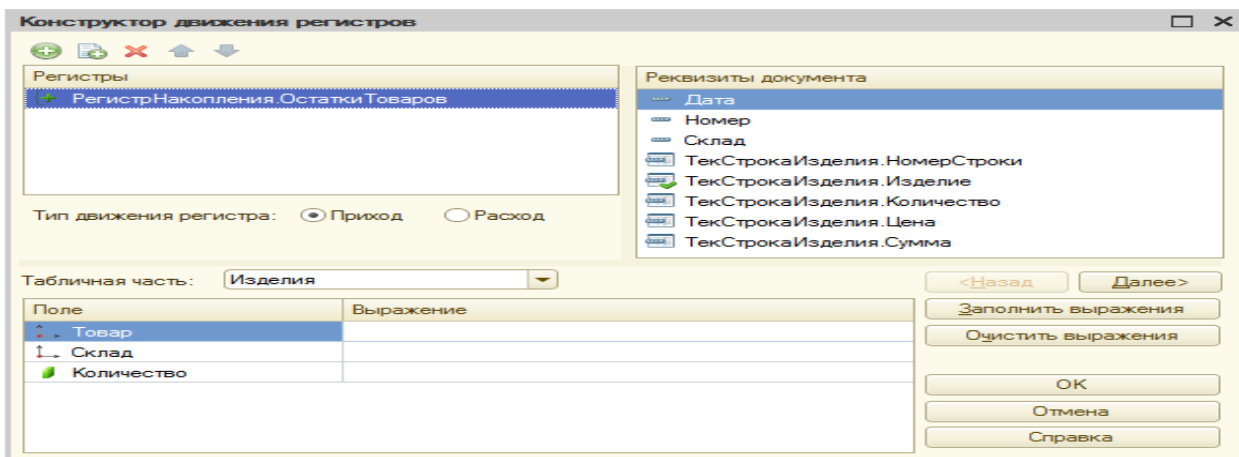 Конструктор движения регистров
Регистры
РегистрНакопления.ОстаткиТоваров
Тип движения регистра: Приход Расход
Реквизиты документа
Дата
Номер
Склад
ТекСтрокаИзделия.НомерСтроки
ТекСтрокаИзделия.Изделие
ТекСтрокаИзделия.Количество
ТекСтрокаИзделия.Цена
ТекСтрокаИзделия.Сумма
Табличная часть: Изделия
<Назад Далее>
Поле Выражение
Товар
Склад
Количество
Заполнить выражения
Очистить выражения
OK
Отмена
Справка